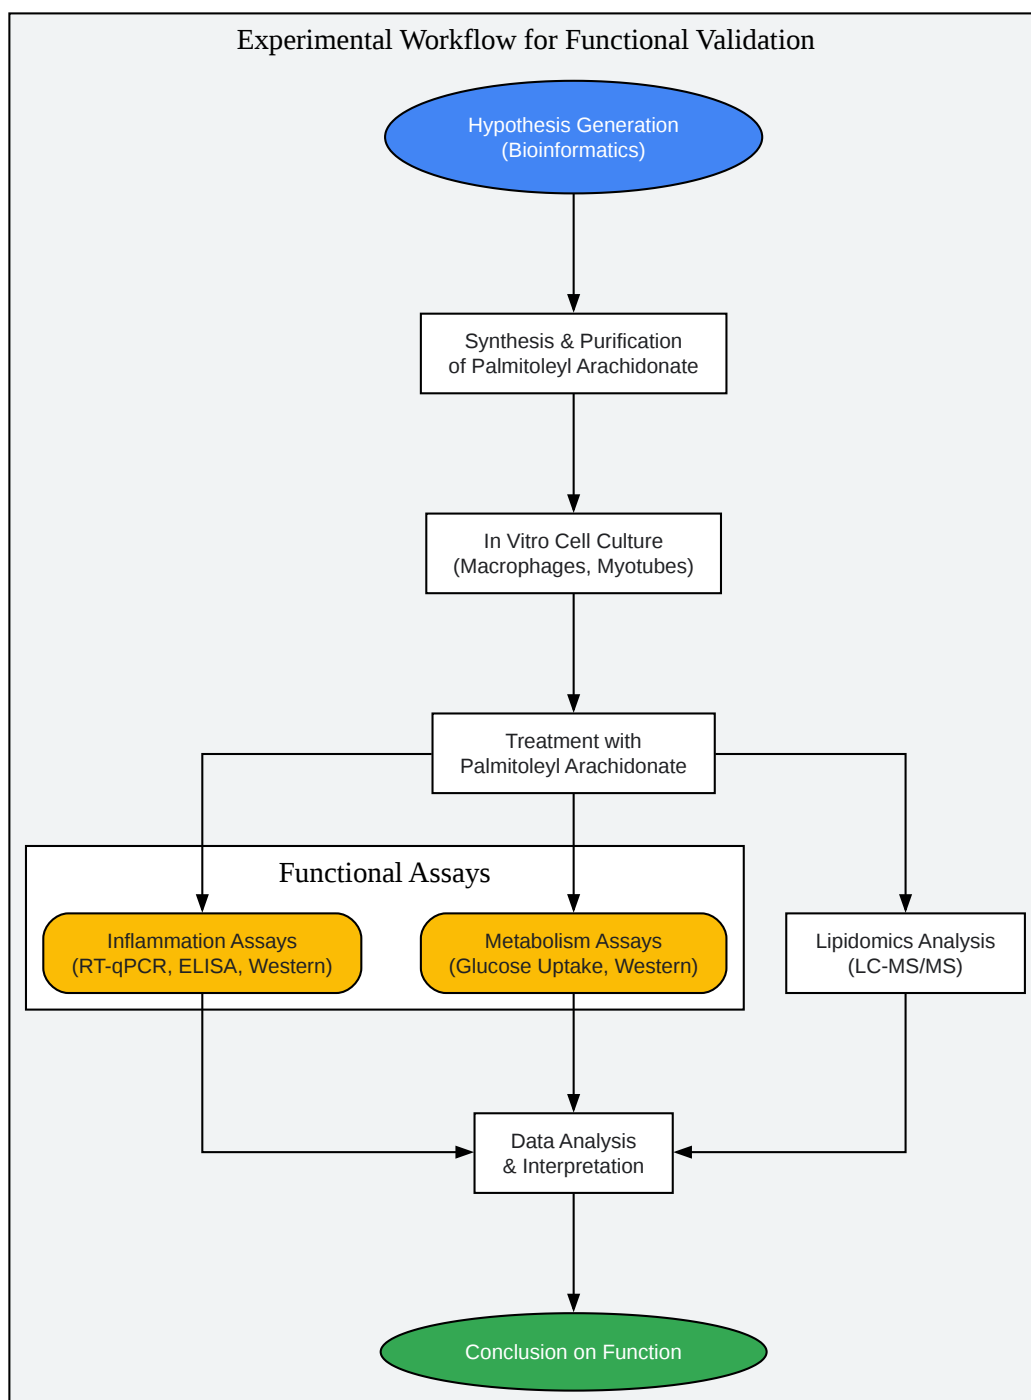 Experimental Workflow for Functional Validation
Hypothesis Generation
(Bioinformatics)
Synthesis & Purification
of Palmitoleyl Arachidonate
In Vitro Cell Culture
(Macrophages, Myotubes)
Treatment with
Palmitoleyl Arachidonate
Functional Assays
Inflammation Assays
(RT-qPCR, ELISA, Western)
Metabolism Assays
(Glucose Uptake, Western)
Lipidomics Analysis
(LC-MS/MS)
Data Analysis
& Interpretation
Conclusion on Function